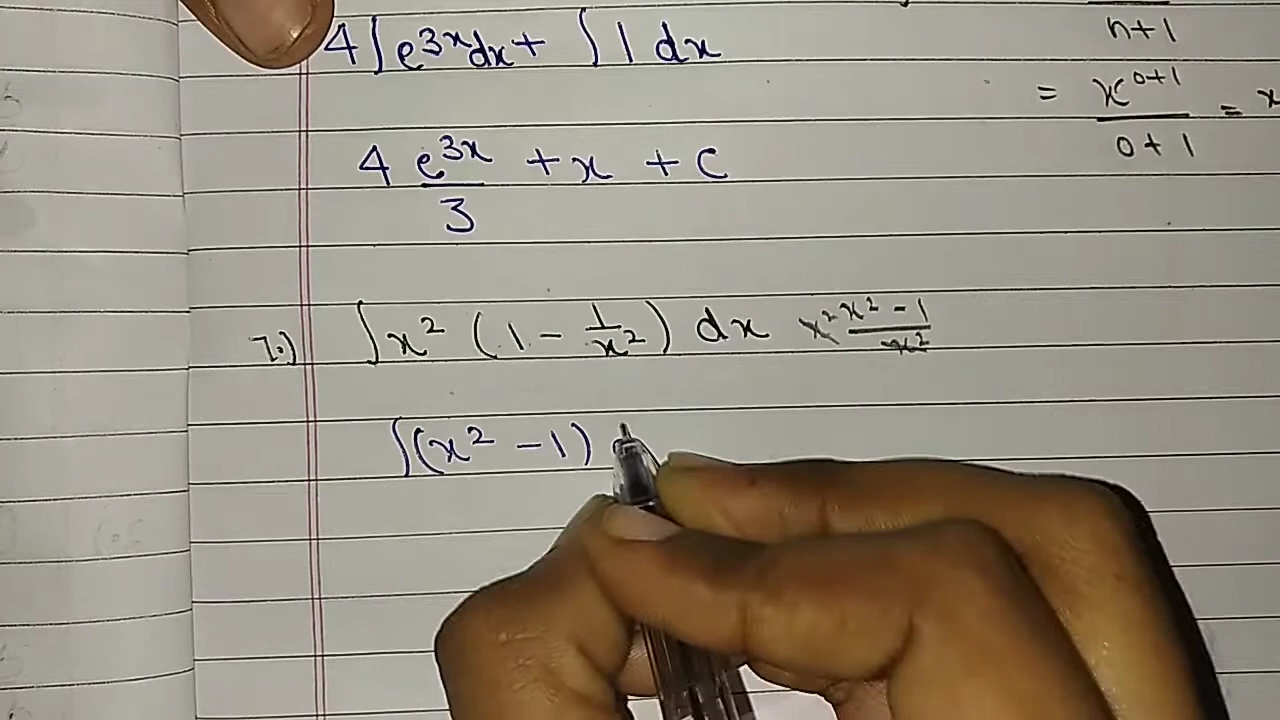 4∫e^{3x}dx + ∫1 dx
n+1
= x^{0+1}/0+1 = x
4 e^{3x}/3 + x + c
7.) ∫x² (1 - 1/x²) dx x² x² - 1/x²
∫(x² - 1)